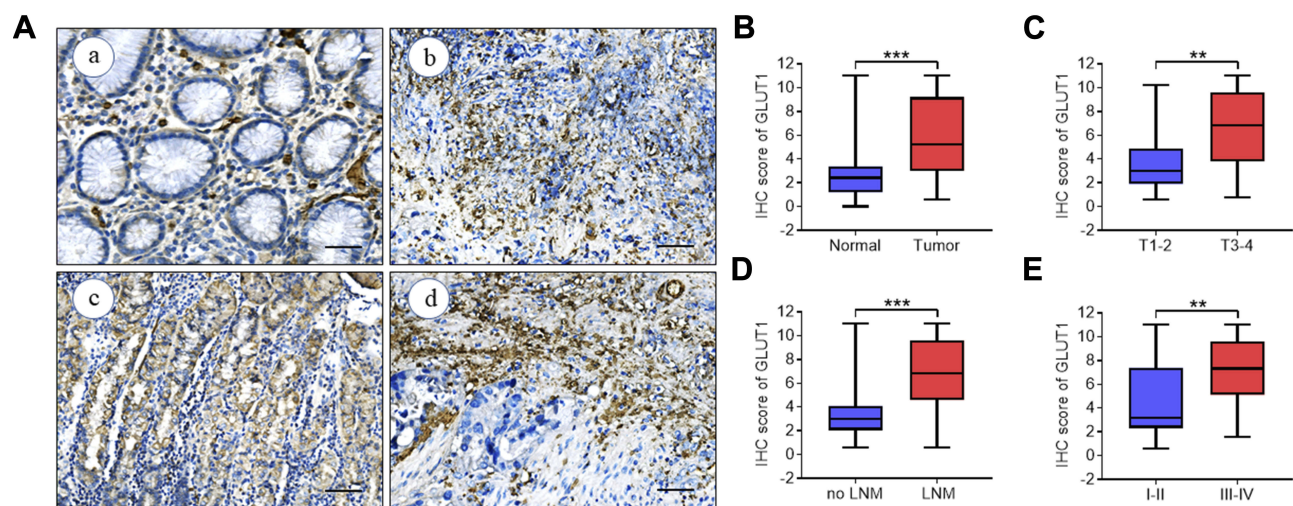 A
a
b
c
d
B
***
IHC score of GLUT1
12
10
8
6
4
2
0
-2
Normal Tumor
C
**
IHC score of GLUT1
12
10
8
6
4
2
0
-2
T1-2 T3-4
D
***
IHC score of GLUT1
12
10
8
6
4
2
0
-2
no LNM LNM
E
**
IHC score of GLUT1
12
10
8
6
4
2
0
-2
I-II III-IV